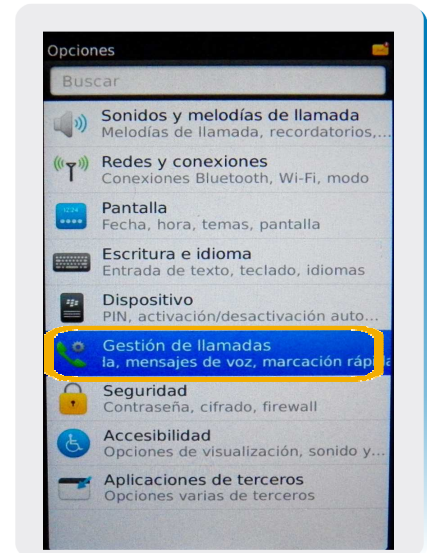 Opciones
Buscar
Sonidos y melodías de llamada
Melodías de llamada, recordatorios,...
Redes y conexiones
Conexiones Bluetooth, Wi-Fi, modo
Pantalla
Fecha, hora, temas, pantalla
Escritura e idioma
Entrada de texto, teclado, idiomas
Dispositivo
PIN, activación/desactivación auto...
Gestión de llamadas
la, mensajes de voz, marcación rápida
Seguridad
Contraseña, cifrado, firewall
Accesibilidad
Opciones de visualización, sonido y...
Aplicaciones de terceros
Opciones varias de terceros